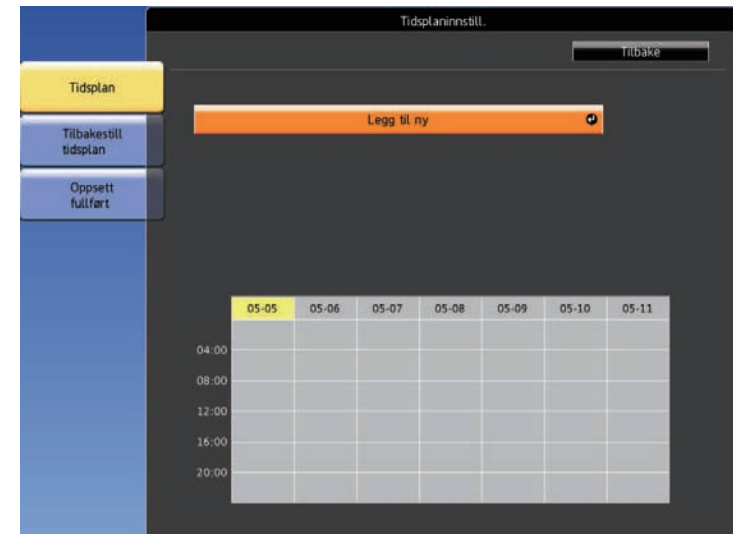 Tidsplaninnstill.
Tilbake
Tidsplan
Tilbakestill
tidsplan
Oppsett
fullført
Legg til ny
05-05 05-06 05-07 05-08 05-09 05-10 05-11
04:00
08:00
12:00
16:00
20:00